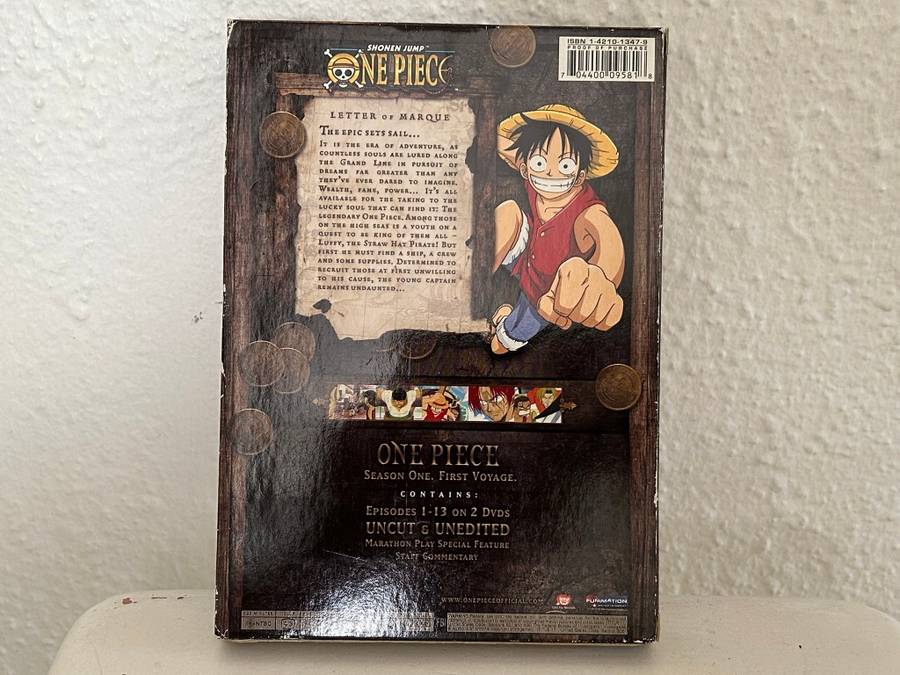 SHONEN JUMP™
ONE PIECE
ISBN 1-4210-1347-9
PROOF OF PURCHASE
7 04400 09581 8
LETTER OF MARQUE
THE EPIC SETS SAIL...
IT IS THE ERA OF ADVENTURE, AS
COUNTLESS SOULS ARE LURED ALONG
THE GRAND LINE IN PURSUIT OF
DREAMS FAR GREATER THAN ANY
THEY'VE EVER DARED TO IMAGINE.
WEALTH, FAME, POWER... IT'S ALL
AVAILABLE FOR THE TAKING TO THE
LUCKY SOUL THAT CAN FIND IT: THE
LEGENDARY ONE PIECE. AMONG THOSE
ON THE HIGH SEAS IS A YOUTH ON A
QUEST TO BE KING OF THEM ALL –
LUFFY, THE STRAW HAT PIRATE! BUT
FIRST HE MUST FIND A SHIP, A CREW
AND SOME SUPPLIES. DETERMINED TO
RECRUIT THOSE AT FIRST UNWILLING
TO HIS CAUSE, THE YOUNG CAPTAIN
REMAINS UNDAUNTED...
ONE PIECE
SEASON ONE. FIRST VOYAGE.
CONTAINS:
EPISODES 1-13 ON 2 DVDS
UNCUT & UNEDITED
MARATHON PLAY SPECIAL FEATURE
STAFF COMMENTARY
WWW.ONEPIECEOFFICIAL.COM
FUNIMATION